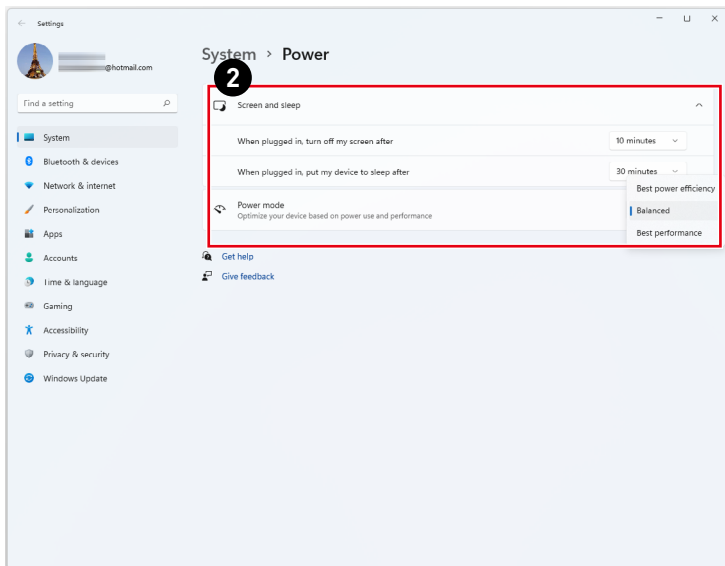 Settings
@hotmail.com
System > Power
2
Find a setting
Screen and sleep
System
When plugged in, turn off my screen after
10 minutes
Bluetooth & devices
When plugged in, put my device to sleep after
30 minutes
Network & internet
Best power efficiency
Personalization
Power mode
Balanced
Optimize your device based on power use and performance
Apps
Best performance
Accounts
Get help
Time & language
Give feedback
Gaming
Accessibility
Privacy & security
Windows Update